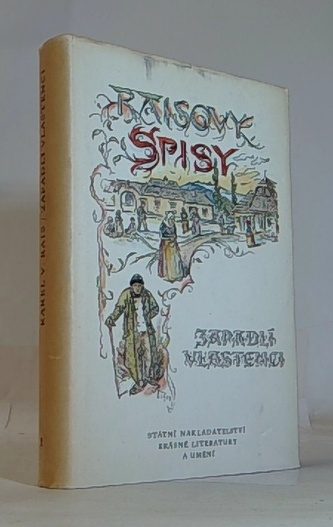 KAREL V. RAIS / ZAPADLÍ VLASTENCI
RAISOVY
SPISY
ZAPADLÍ
VLASTENCI
STÁTNÍ NAKLADATELSTVÍ
KRÁSNÉ LITERATURY
A UMĚNÍ